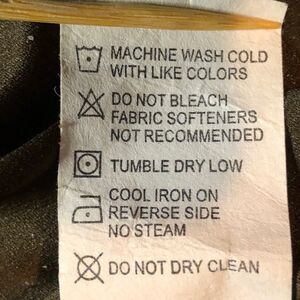 MACHINE WASH COLD
WITH LIKE COLORS
DO NOT BLEACH
FABRIC SOFTENERS
NOT RECOMMENDED
TUMBLE DRY LOW
COOL IRON ON
REVERSE SIDE
NO STEAM
DO NOT DRY CLEAN